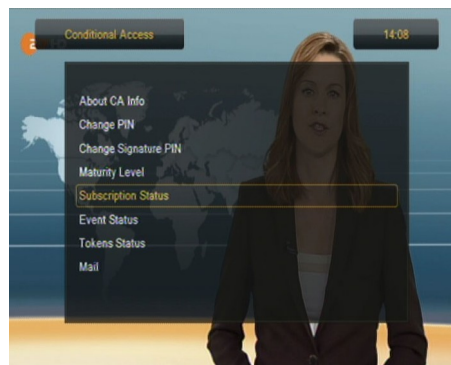 Conditional Access
14:08
About CA Info
Change PIN
Change Signature PIN
Maturity Level
Subscription Status
Event Status
Tokens Status
Mail